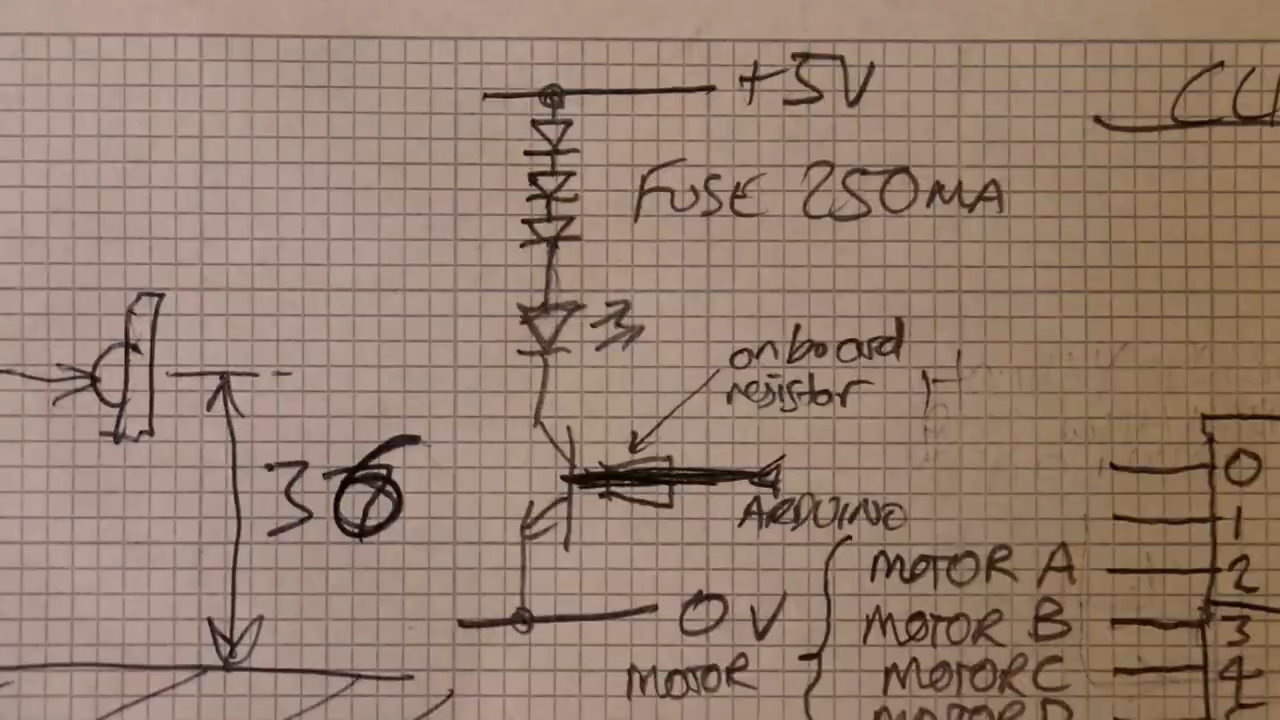 +5V
FUSE 250MA
onboard
resistor
36
ARDUINO
0V
MOTOR
MOTOR A
MOTOR B
MOTOR C
0
1
2
3
4